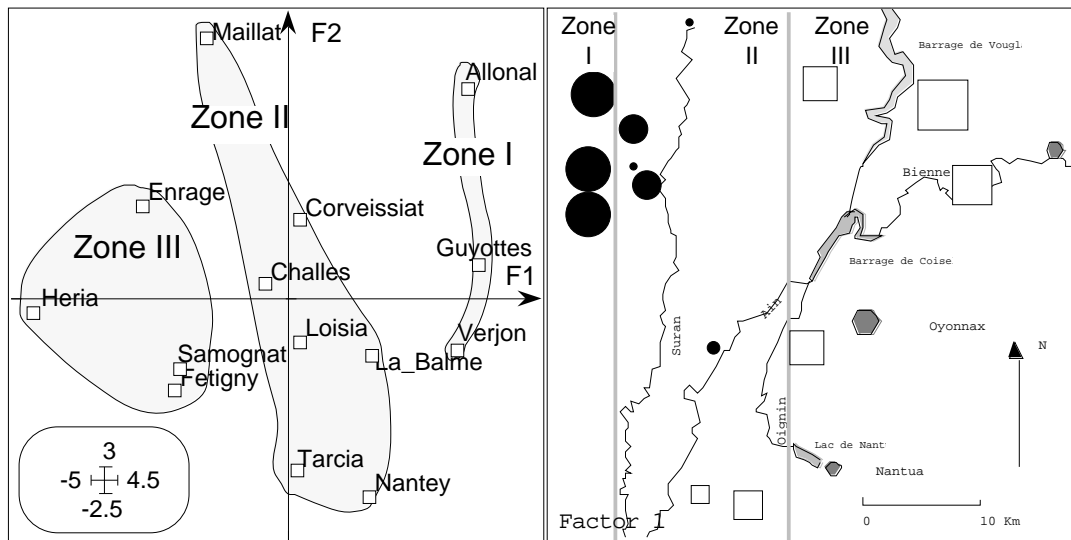 Maillat
F2
Allonal
Zone II
Zone I
Enrage
Corveissiat
Zone III
Guyottes
Challes
F1
Heria
Loisia
Verjon
La_Balme
Samognat
Fetigny
Tarcia
Nantey
3
-5
4.5
-2.5
Zone
I
Zone
II
Zone
III
Barrage de Vougl
Bienne
Barrage de Coise
Ain
Suran
Oyonnax
N
Oignin
Lac de Nant
Nantua
Factor 1
0
10 Km